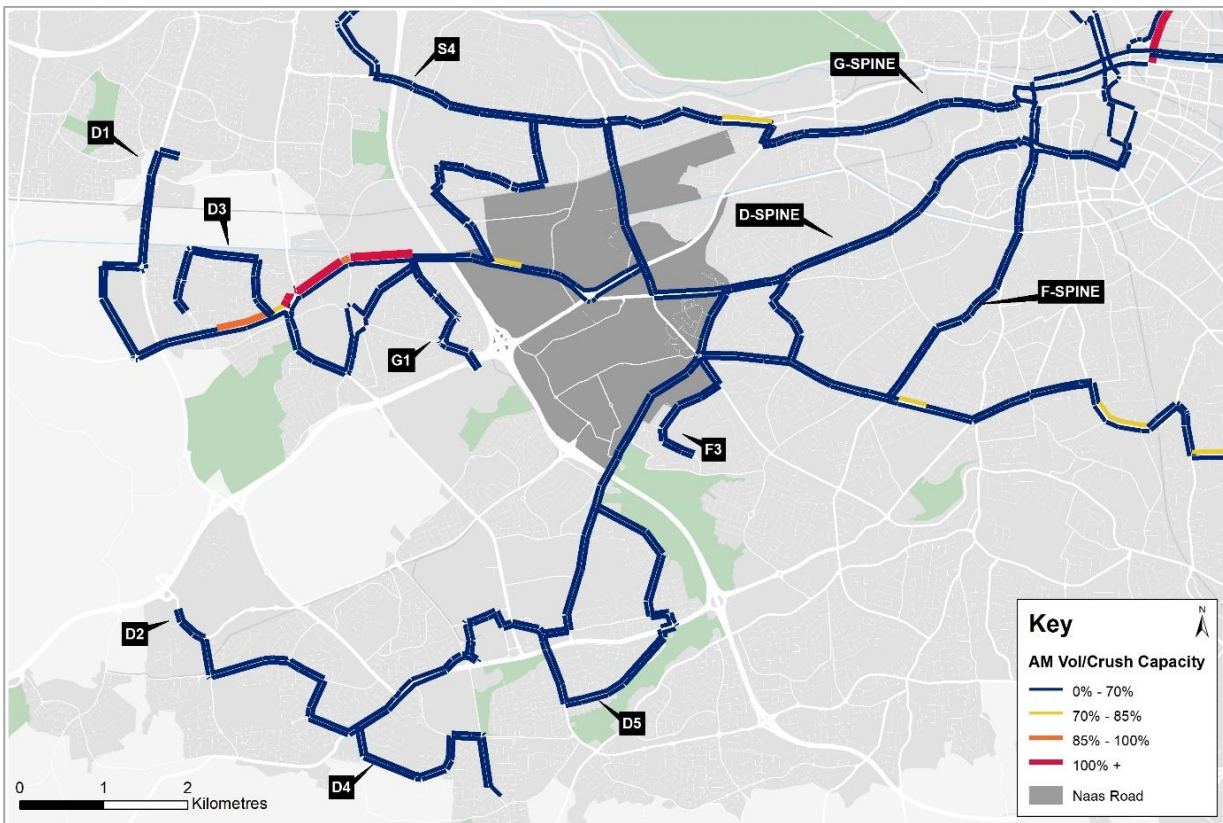 S4
G-SPINE
D1
D3
D-SPINE
F-SPINE
G1
F3
D2
D5
D4
0 1 2
Kilometres
Key
N
AM Vol/Crush Capacity
0% - 70%
70% - 85%
85% - 100%
100% +
Naas Road